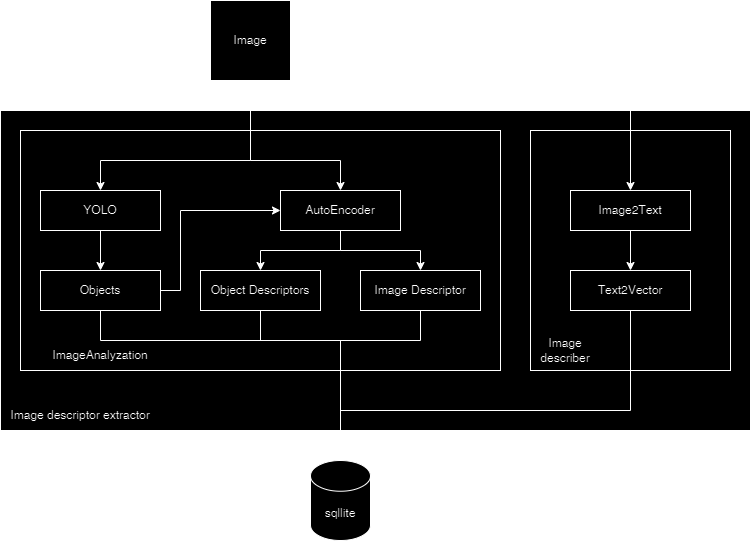 Image
YOLO
AutoEncoder
Image2Text
Objects
Object Descriptors
Image Descriptor
Text2Vector
ImageAnalyzation
Image
describer
Image descriptor extractor
sqllite